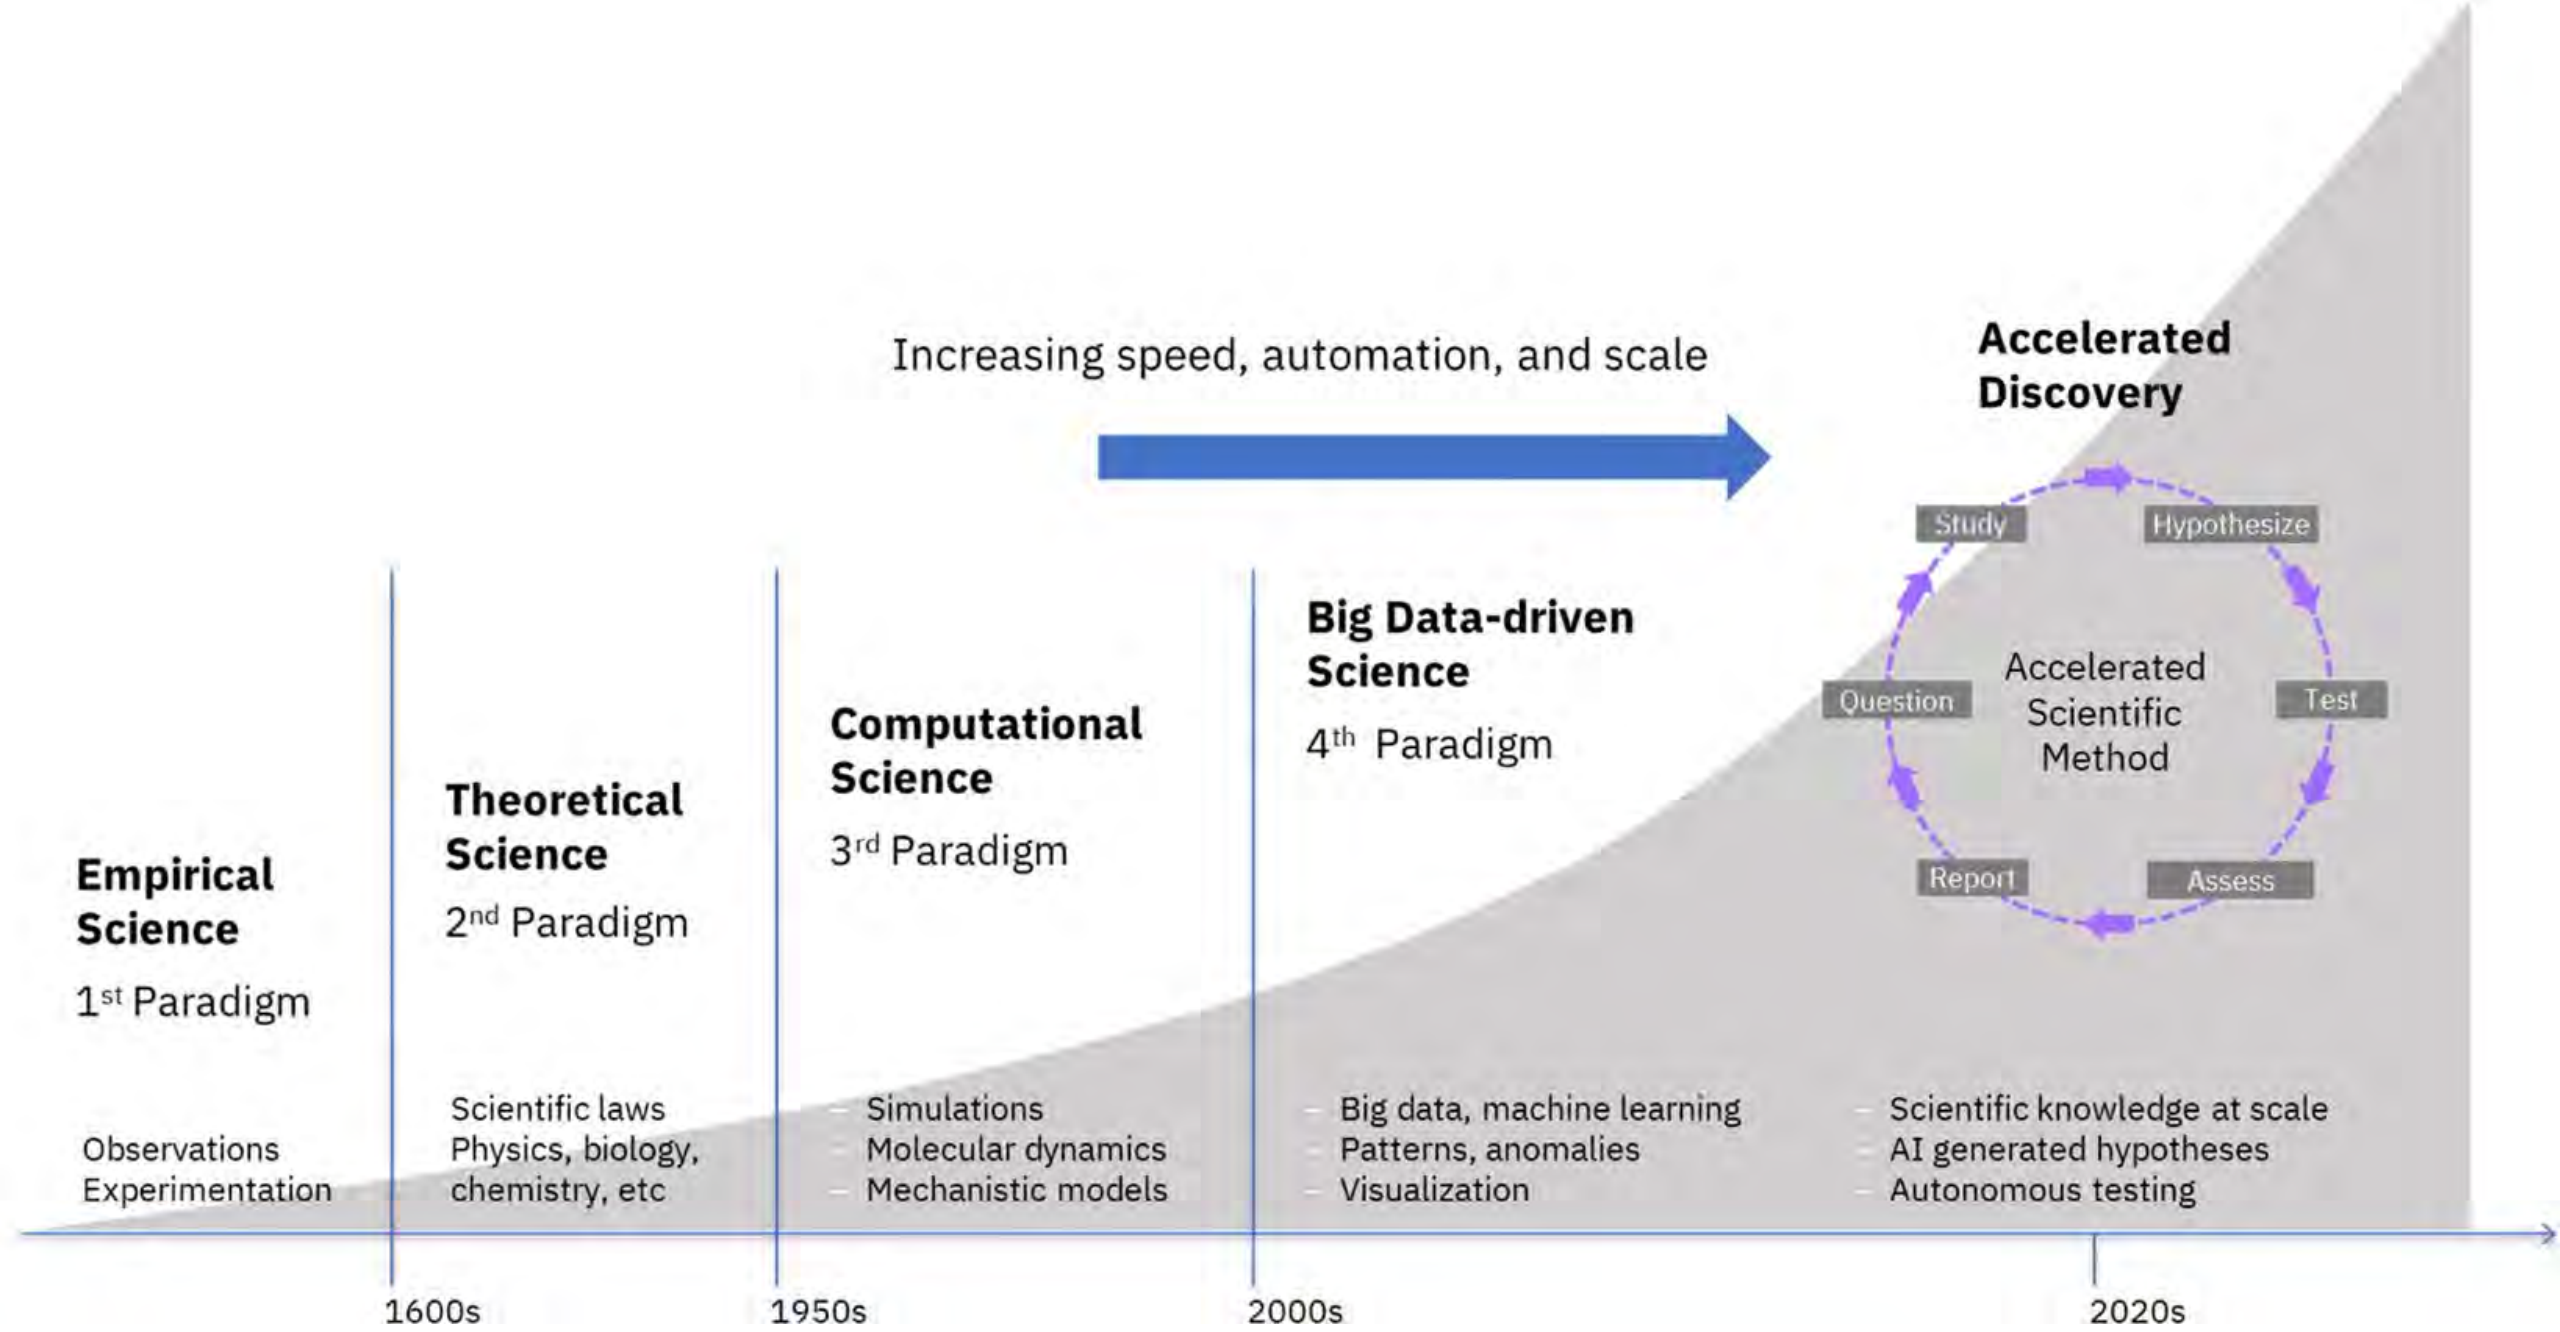 Increasing speed, automation, and scale
Accelerated
Discovery
Study
Hypothesize
Question
Accelerated
Scientific
Method
Test
Report
Assess
Empirical
Science
1st Paradigm
Observations
Experimentation
Theoretical
Science
2nd Paradigm
Scientific laws
Physics, biology,
chemistry, etc
Computational
Science
3rd Paradigm
– Simulations
– Molecular dynamics
– Mechanistic models
Big Data-driven
Science
4th Paradigm
– Big data, machine learning
– Patterns, anomalies
– Visualization
– Scientific knowledge at scale
– AI generated hypotheses
– Autonomous testing
1600s
1950s
2000s
2020s